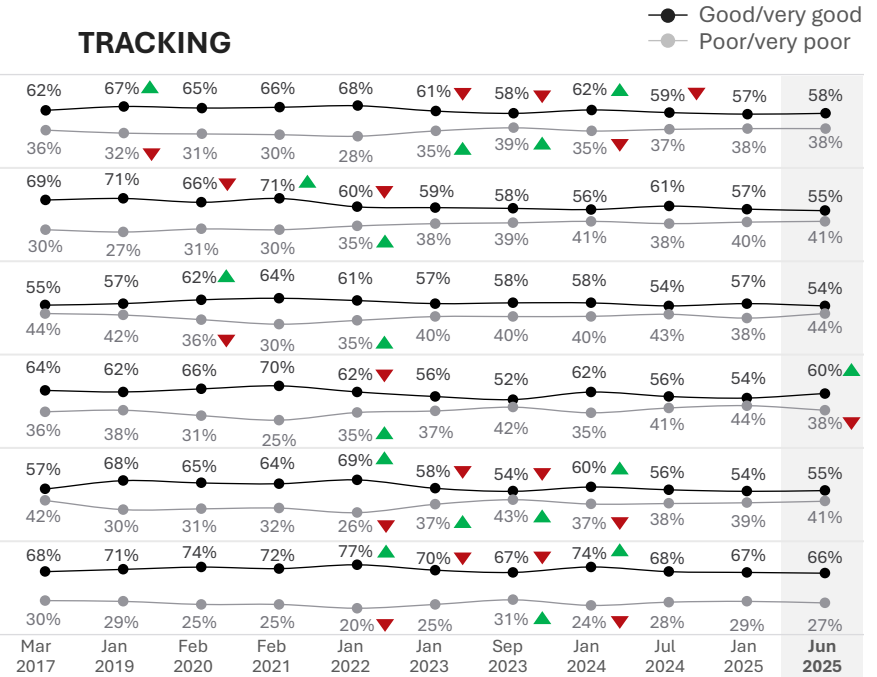 Good/very good
TRACKING
Poor/very poor
62% 67% 65% 66% 68% 61% 58% 62% 59% 57% 58%
36% 32% 31% 30% 28% 35% 39% 35% 37% 38% 38%
69% 71% 66% 71% 60% 59% 58% 56% 61% 57% 55%
30% 27% 31% 30% 35% 38% 39% 41% 38% 40% 41%
55% 57% 62% 64% 61% 57% 58% 58% 54% 57% 54%
44% 42% 36% 30% 35% 40% 40% 40% 43% 38% 44%
64% 62% 66% 70% 62% 56% 52% 62% 56% 54% 60%
36% 38% 31% 25% 35% 37% 42% 35% 41% 44% 38%
57% 68% 65% 64% 69% 58% 54% 60% 56% 54% 55%
42% 30% 31% 32% 26% 37% 43% 37% 38% 39% 41%
68% 71% 74% 72% 77% 70% 67% 74% 68% 67% 66%
30% 29% 25% 25% 20% 25% 31% 24% 28% 29% 27%
Mar Jan Feb Feb Jan Jan Sep Jan Jul Jan Jun
2017 2019 2020 2021 2022 2023 2023 2024 2024 2025 2025